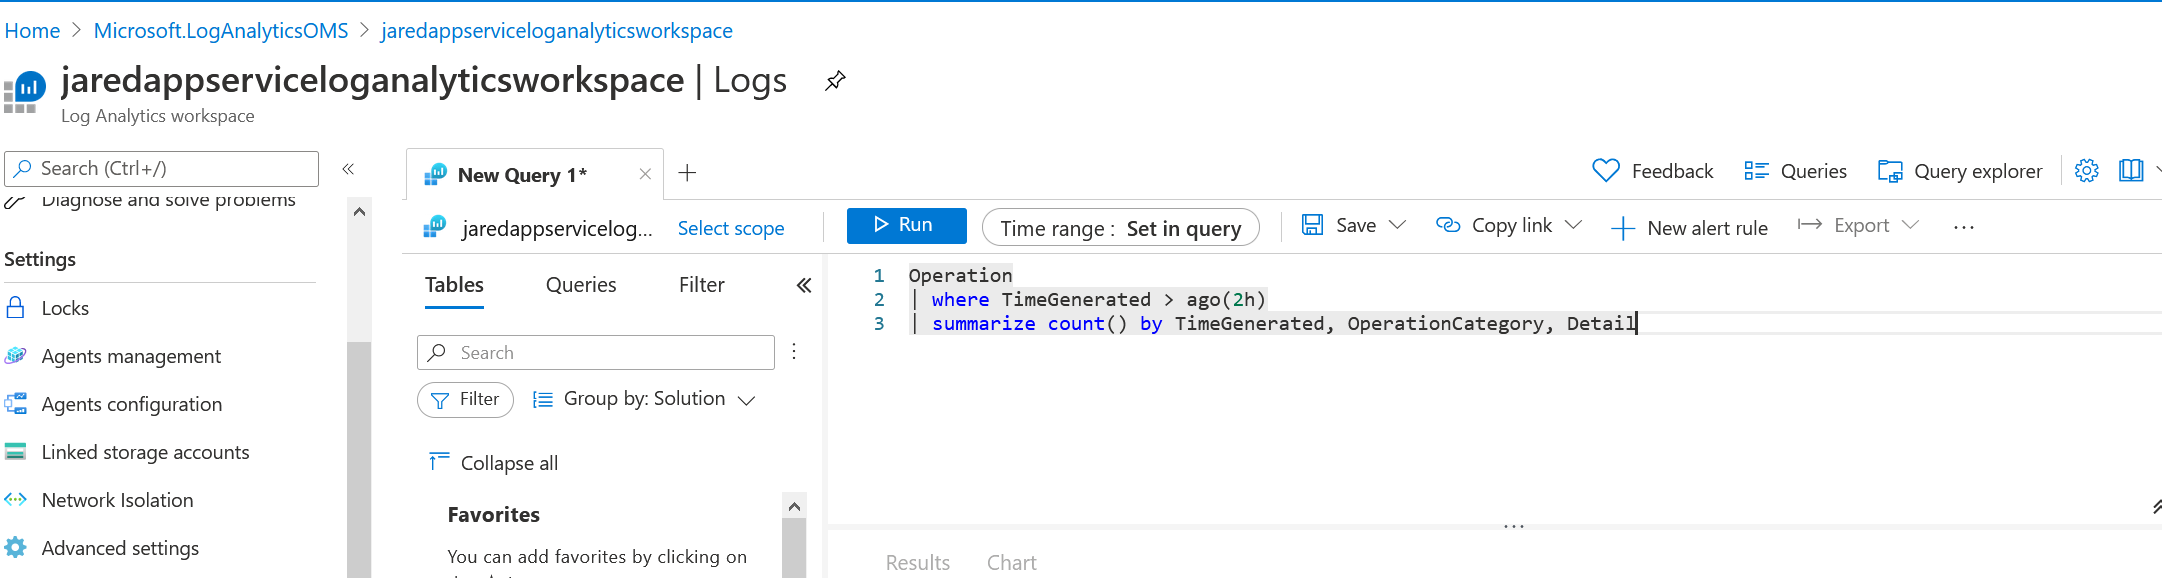 Home > Microsoft.LogAnalyticsOMS > jaredappserviceloganalyticsworkspace
jaredappserviceloganalyticsworkspace | Logs
Log Analytics workspace
Search (Ctrl+/)
«
Diagnose and solve problems
Settings
Locks
Agents management
Agents configuration
Linked storage accounts
Network Isolation
Advanced settings
New Query 1*
Feedback
Queries
Query explorer
jaredappservicelog...
Select scope
Run
Time range : Set in query
Save
Copy link
New alert rule
Export
...
Tables
Queries
Filter
«
Search
Filter
Group by: Solution
Collapse all
Favorites
You can add favorites by clicking on
1 Operation
2 | where TimeGenerated > ago(2h)
3 | summarize count() by TimeGenerated, OperationCategory, Detail
...
Results
Chart